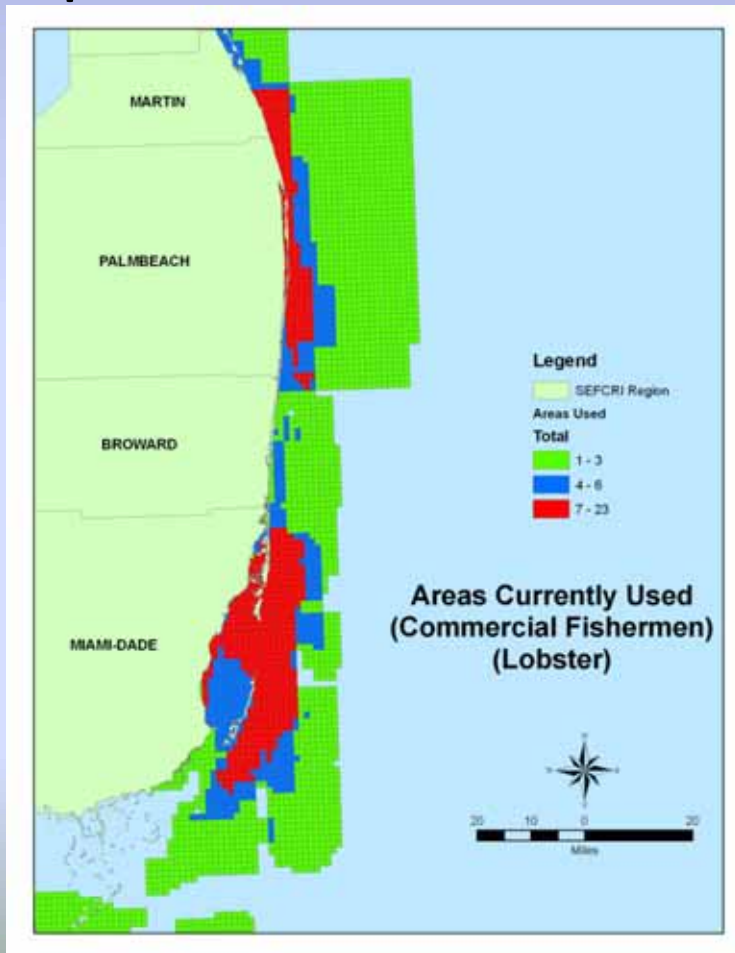 MARTIN
PALMBEACH
BROWARD
MIAMI-DADE
Legend
SEFCRI Region
Areas Used
Total
1 - 3
4 - 6
7 - 23
Areas Currently Used
(Commercial Fishermen)
(Lobster)
20 10 0 20
Miles